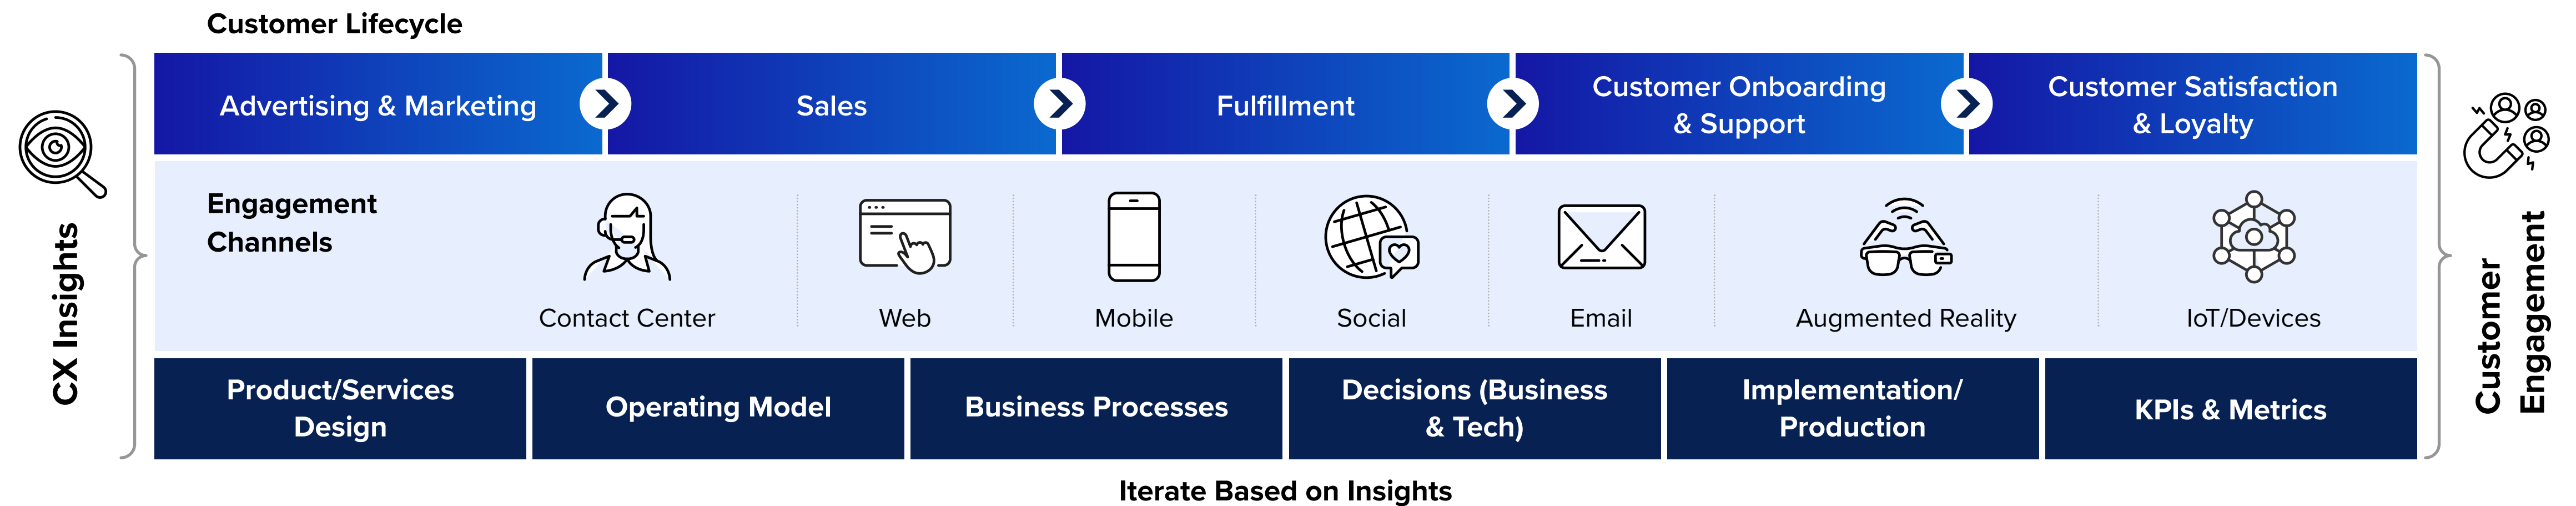 Customer Lifecycle
Advertising & Marketing
Sales
Fulfillment
Customer Onboarding
& Support
Customer Satisfaction
& Loyalty
CX Insights
Engagement
Channels
Contact Center
Web
Mobile
Social
Email
Augmented Reality
IoT/Devices
Customer
Engagement
Product/Services
Design
Operating Model
Business Processes
Decisions (Business
& Tech)
Implementation/
Production
KPIs & Metrics
Iterate Based on Insights